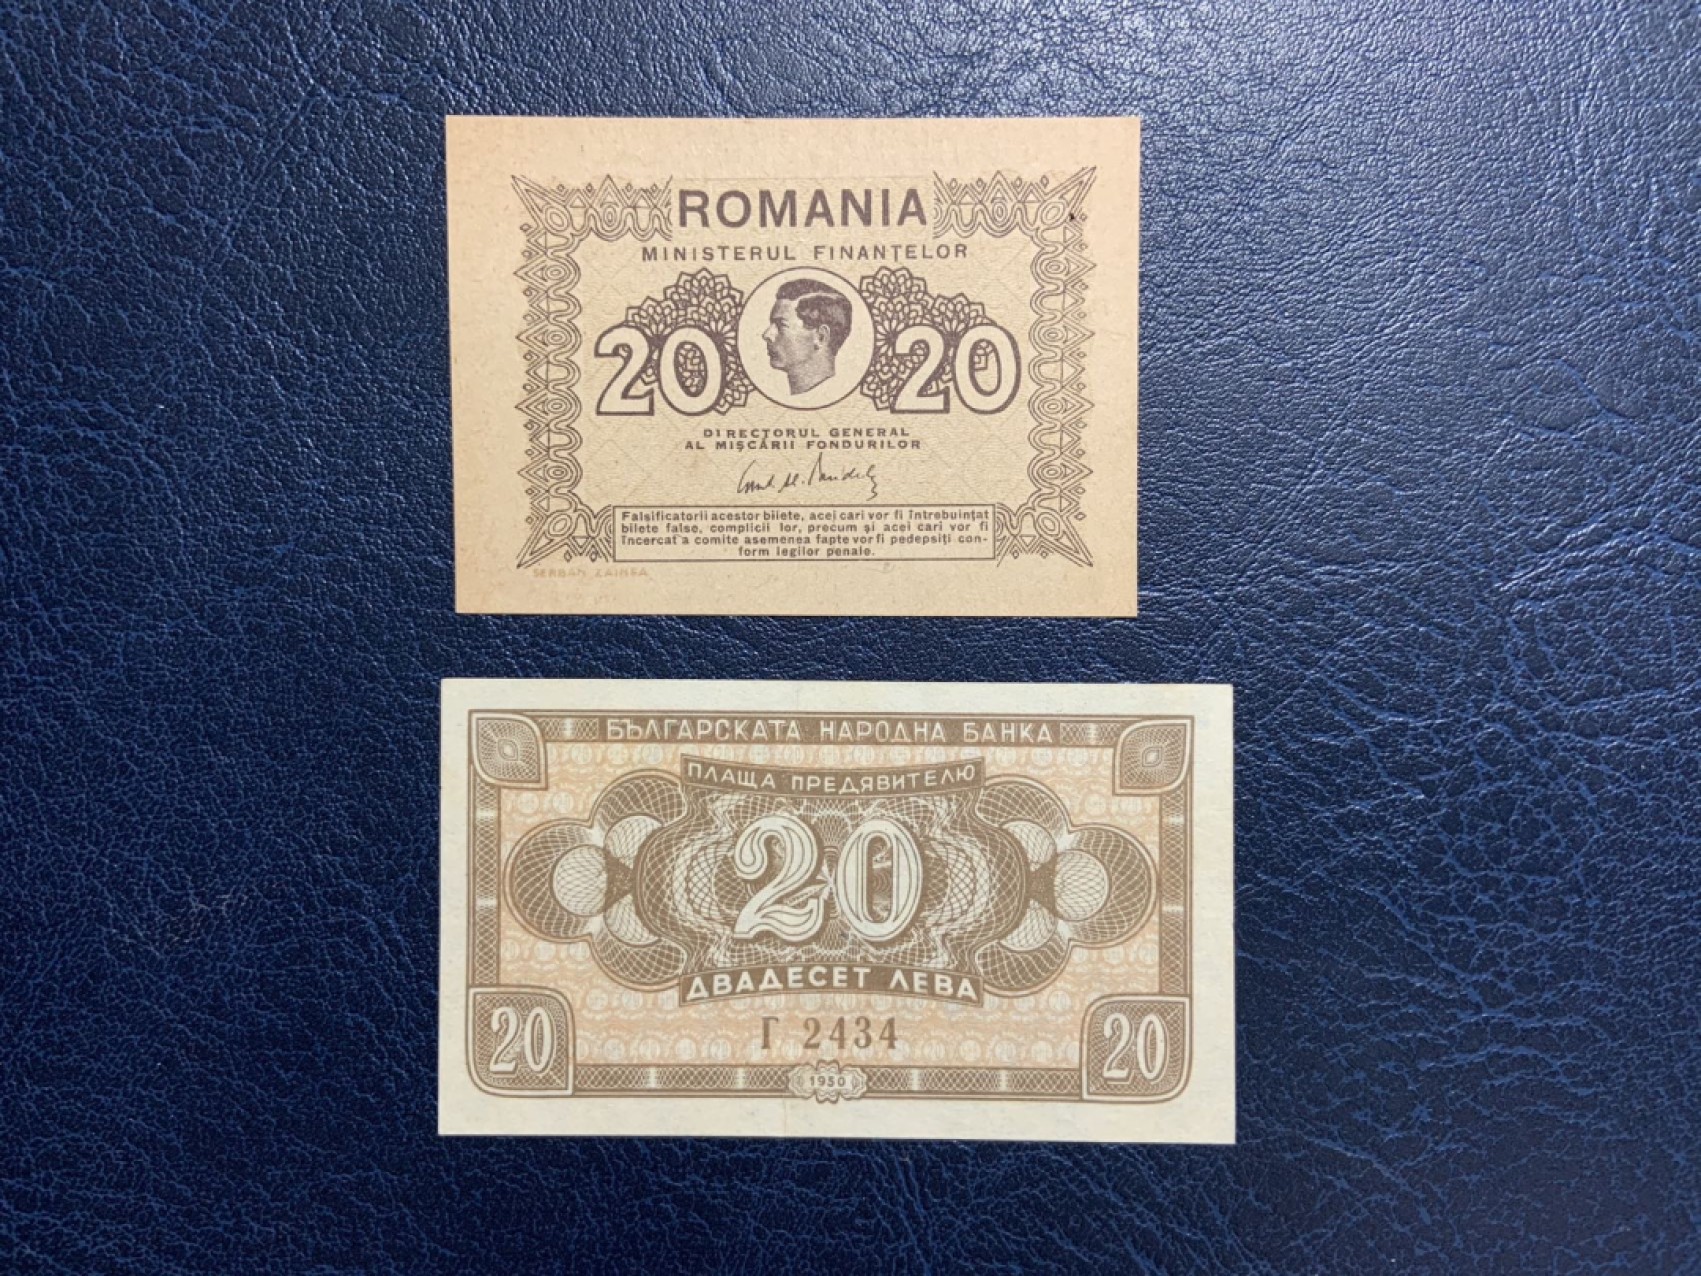 ROMANIA
MINISTERUL FINANȚELOR
20 20
DIRECTORUL GENERAL
AL MIȘCĂRII FONDURILOR
Falsificatorii acestor bilete, acei cari vor fi întrebuințat
bilete false, complicii lor, precum și acei cari vor fi
încercat a comite asemenea fapte vor fi pedepsiți con-
form legilor penale.
SERBAN ZAINEA
БЪЛГАРСКАТА НАРОДНА БАНКА
ПЛАЩА ПРЕДЯВИТЕЛЮ
20
ДВАДЕСЕТ ЛЕВА
20 Г 2434 20
1950